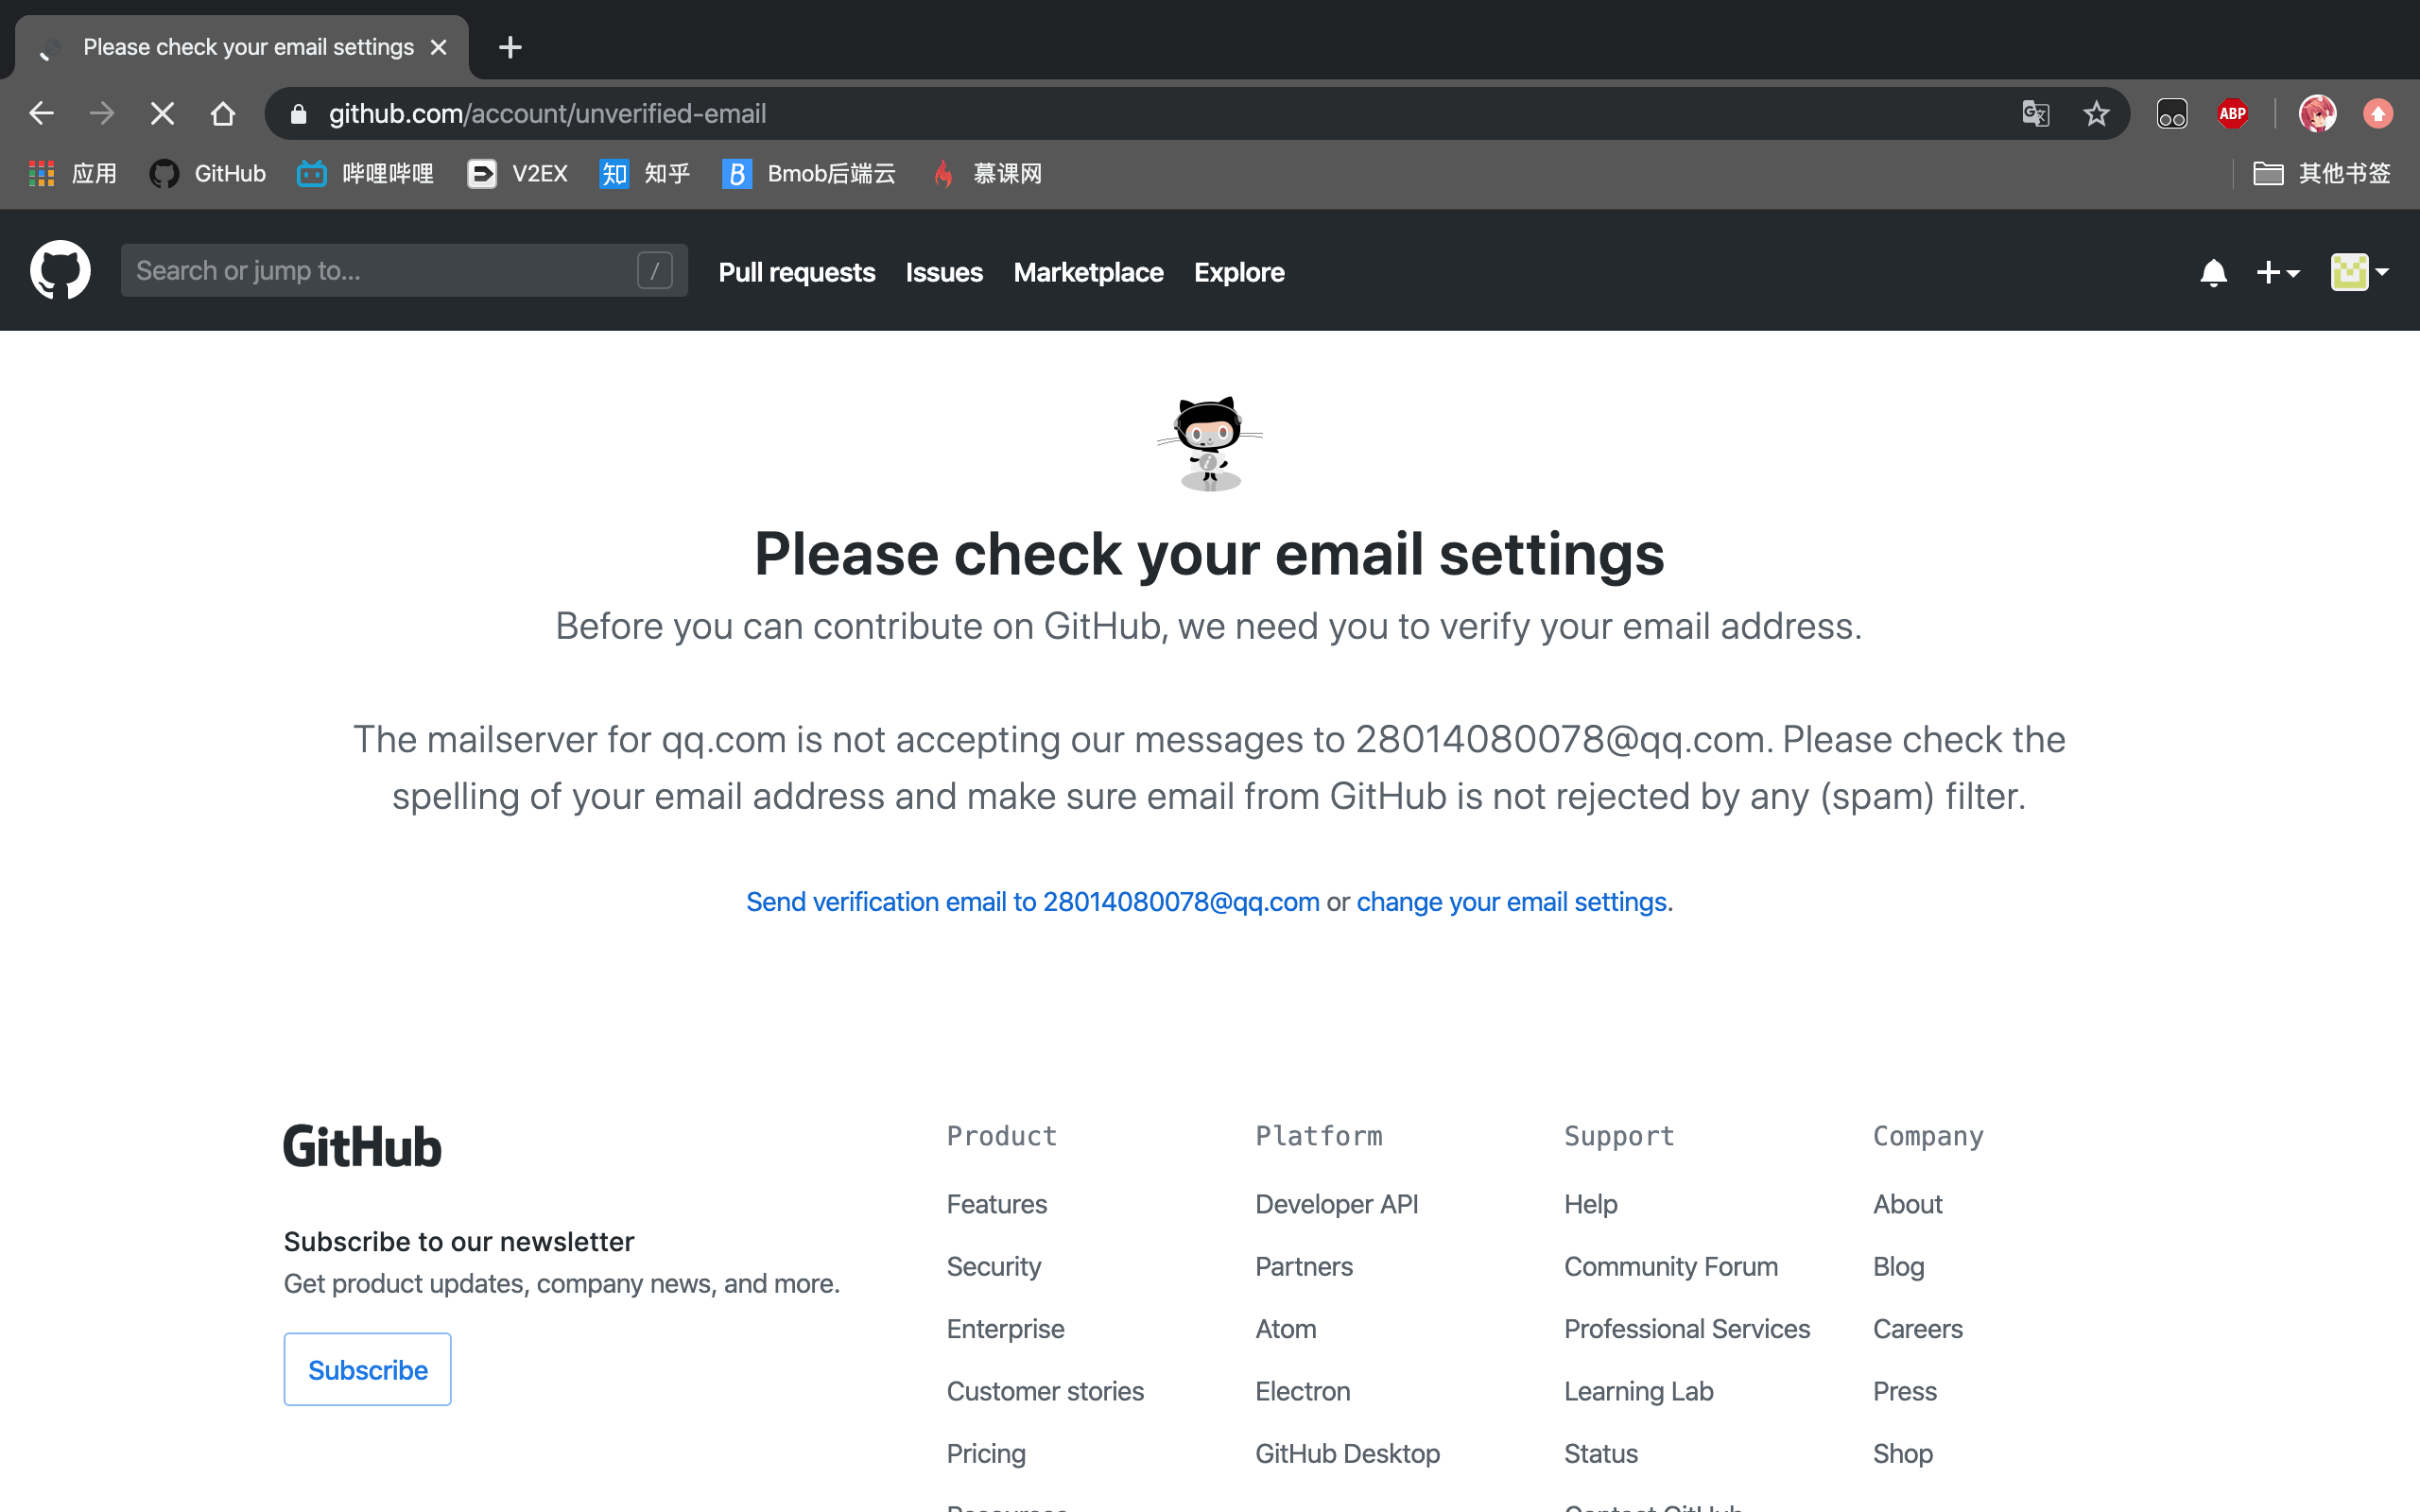 Please check your email settings
github.com/account/unverified-email
ABP
应用 GitHub 哔哩哔哩 V2EX 知 知乎 B Bmob后端云 慕课网 其他书签
Search or jump to... / Pull requests Issues Marketplace Explore
Please check your email settings
Before you can contribute on GitHub, we need you to verify your email address.
The mailserver for qq.com is not accepting our messages to 28014080078@qq.com. Please check the
spelling of your email address and make sure email from GitHub is not rejected by any (spam) filter.
Send verification email to 28014080078@qq.com or change your email settings.
GitHub
Subscribe to our newsletter
Get product updates, company news, and more.
Subscribe
Product
Features
Security
Enterprise
Customer stories
Pricing
Resources
Platform
Developer API
Partners
Atom
Electron
GitHub Desktop
Support
Help
Community Forum
Professional Services
Learning Lab
Status
Contact GitHub
Company
About
Blog
Careers
Press
Shop